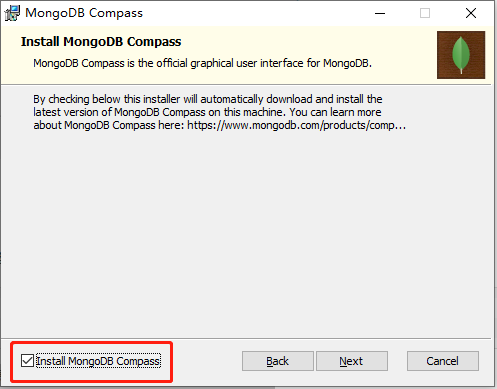 MongoDB Compass
Install MongoDB Compass
MongoDB Compass is the official graphical user interface for MongoDB.
By checking below this installer will automatically download and install the
latest version of MongoDB Compass on this machine. You can learn more
about MongoDB Compass here: https://www.mongodb.com/products/comp...
Install MongoDB Compass
Back
Next
Cancel